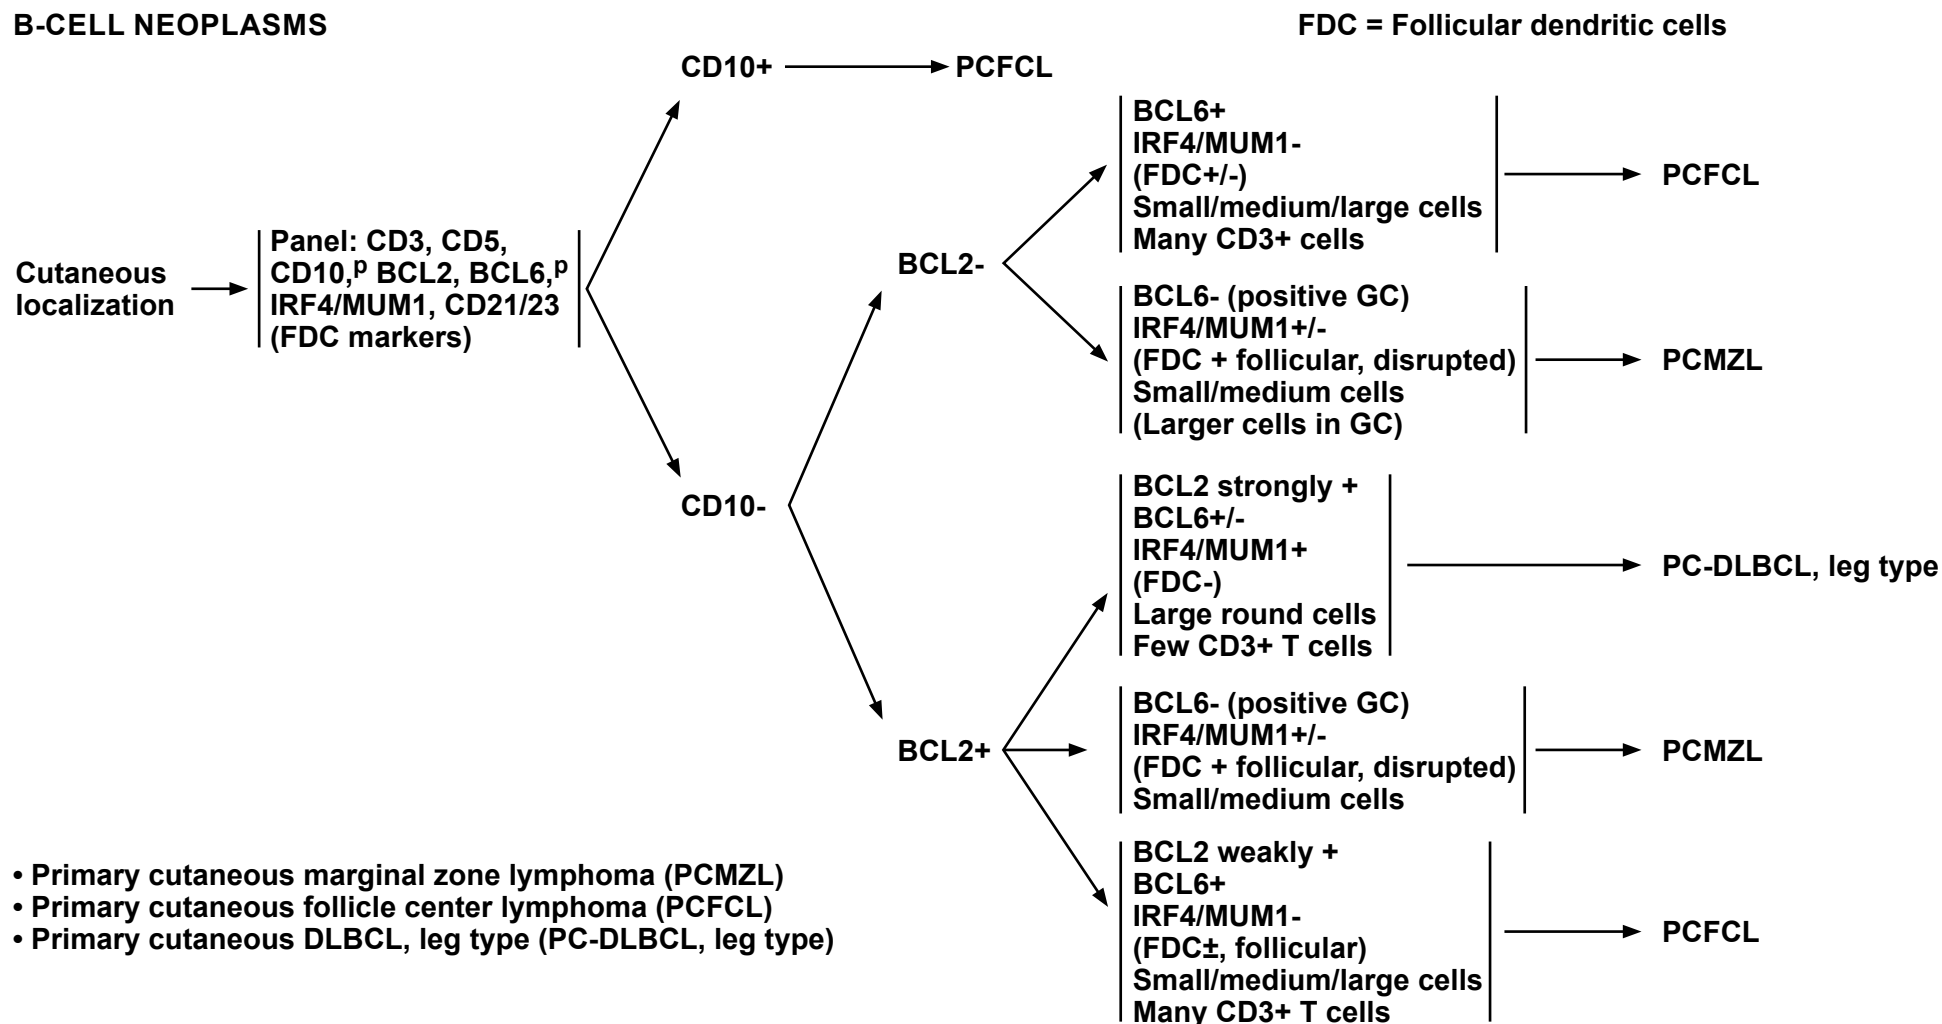 B-CELL NEOPLASMS
FDC = Follicular dendritic cells
Cutaneous
localization
Panel: CD3, CD5,
CD10,ᵖ BCL2, BCL6,ᵖ
IRF4/MUM1, CD21/23
(FDC markers)
CD10+
PCFCL
CD10-
BCL2-
BCL6+
IRF4/MUM1-
(FDC+/-)
Small/medium/large cells
Many CD3+ cells
PCFCL
BCL6- (positive GC)
IRF4/MUM1+/-
(FDC + follicular, disrupted)
Small/medium cells
(Larger cells in GC)
PCMZL
BCL2+
BCL2 strongly +
BCL6+/-
IRF4/MUM1+
(FDC-)
Large round cells
Few CD3+ T cells
PC-DLBCL, leg type
BCL6- (positive GC)
IRF4/MUM1+/-
(FDC + follicular, disrupted)
Small/medium cells
PCMZL
BCL2 weakly +
BCL6+
IRF4/MUM1-
(FDC±, follicular)
Small/medium/large cells
Many CD3+ T cells
PCFCL
• Primary cutaneous marginal zone lymphoma (PCMZL)
• Primary cutaneous follicle center lymphoma (PCFCL)
• Primary cutaneous DLBCL, leg type (PC-DLBCL, leg type)